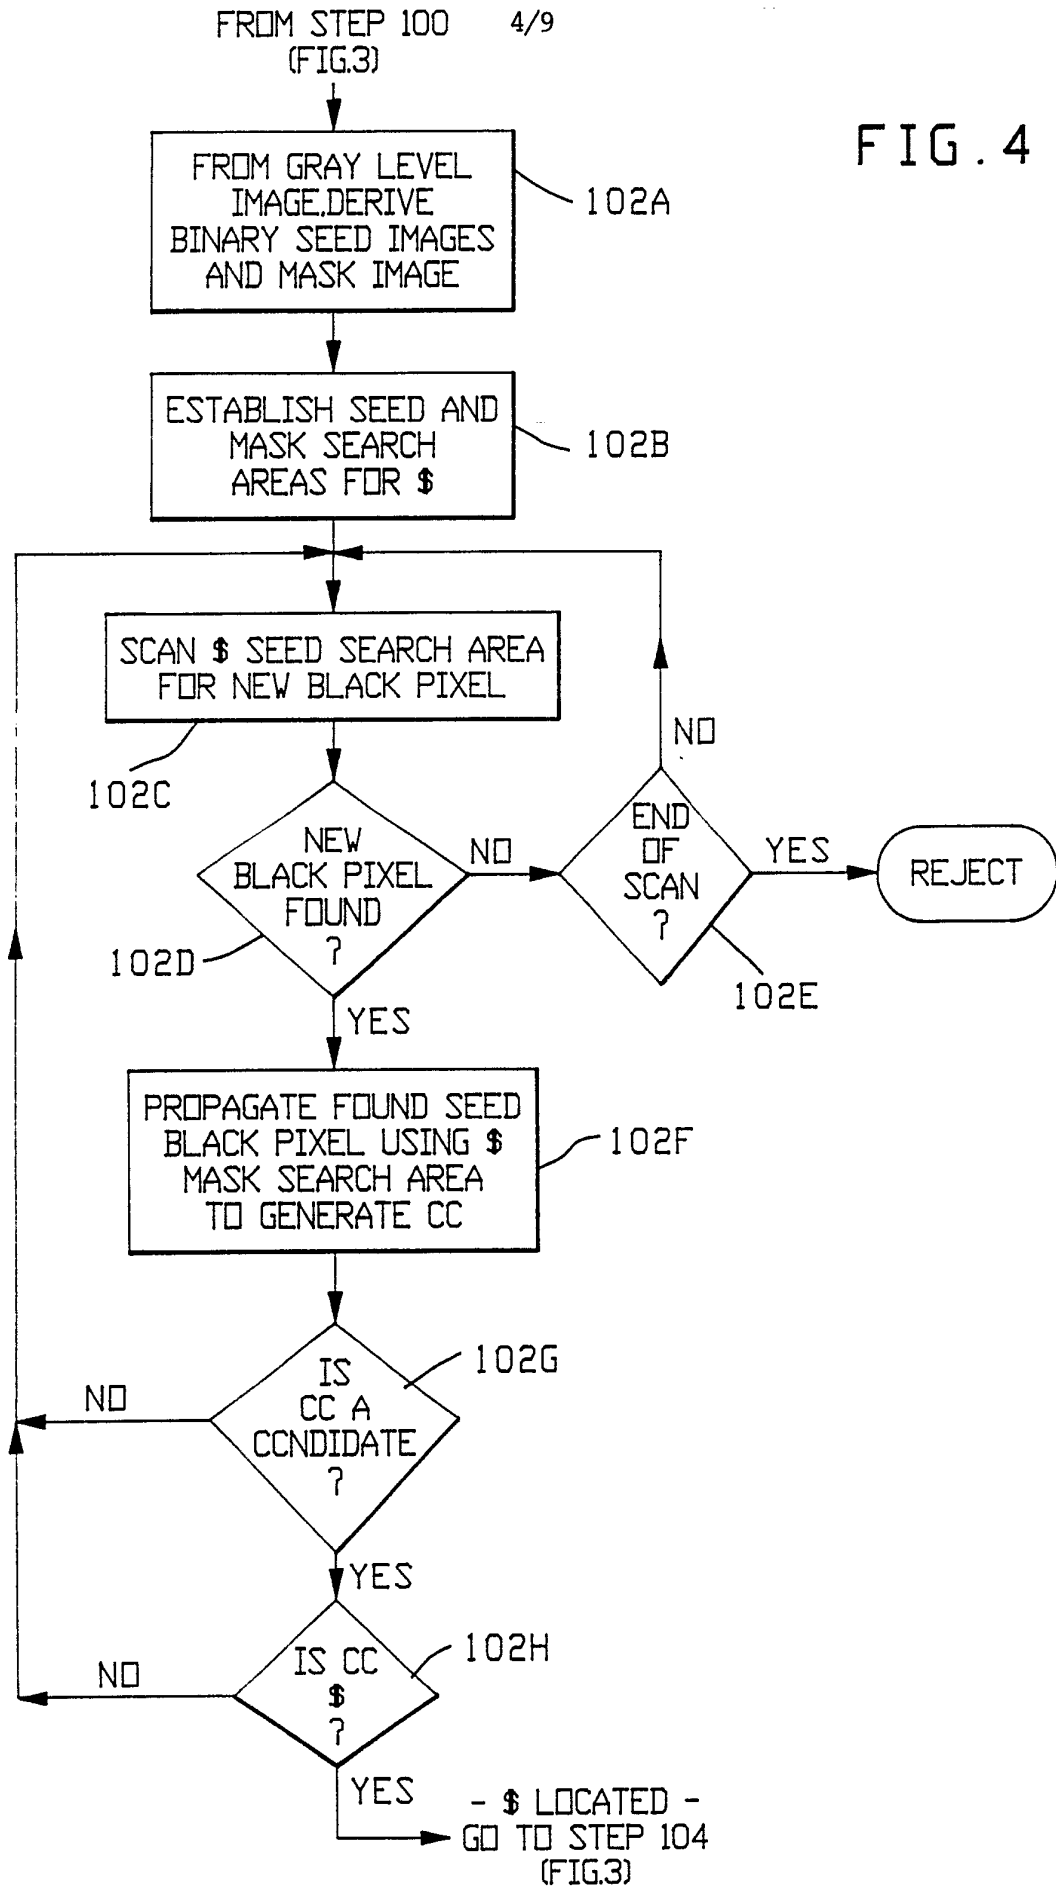 FROM STEP 100 4/9
(FIG.3)
FIG. 4
FROM GRAY LEVEL
IMAGE,DERIVE
BINARY SEED IMAGES
AND MASK IMAGE
102A
ESTABLISH SEED AND
MASK SEARCH
AREAS FOR $
102B
SCAN $ SEED SEARCH AREA
FOR NEW BLACK PIXEL
102C
NO
NEW
BLACK PIXEL
FOUND
?
102D
NO
END
OF
SCAN
?
102E
YES
REJECT
YES
PROPAGATE FOUND SEED
BLACK PIXEL USING $
MASK SEARCH AREA
TO GENERATE CC
102F
IS
CC A
CCNDIDATE
?
102G
NO
YES
IS CC
$
?
102H
NO
YES
- $ LOCATED -
GO TO STEP 104
(FIG.3)